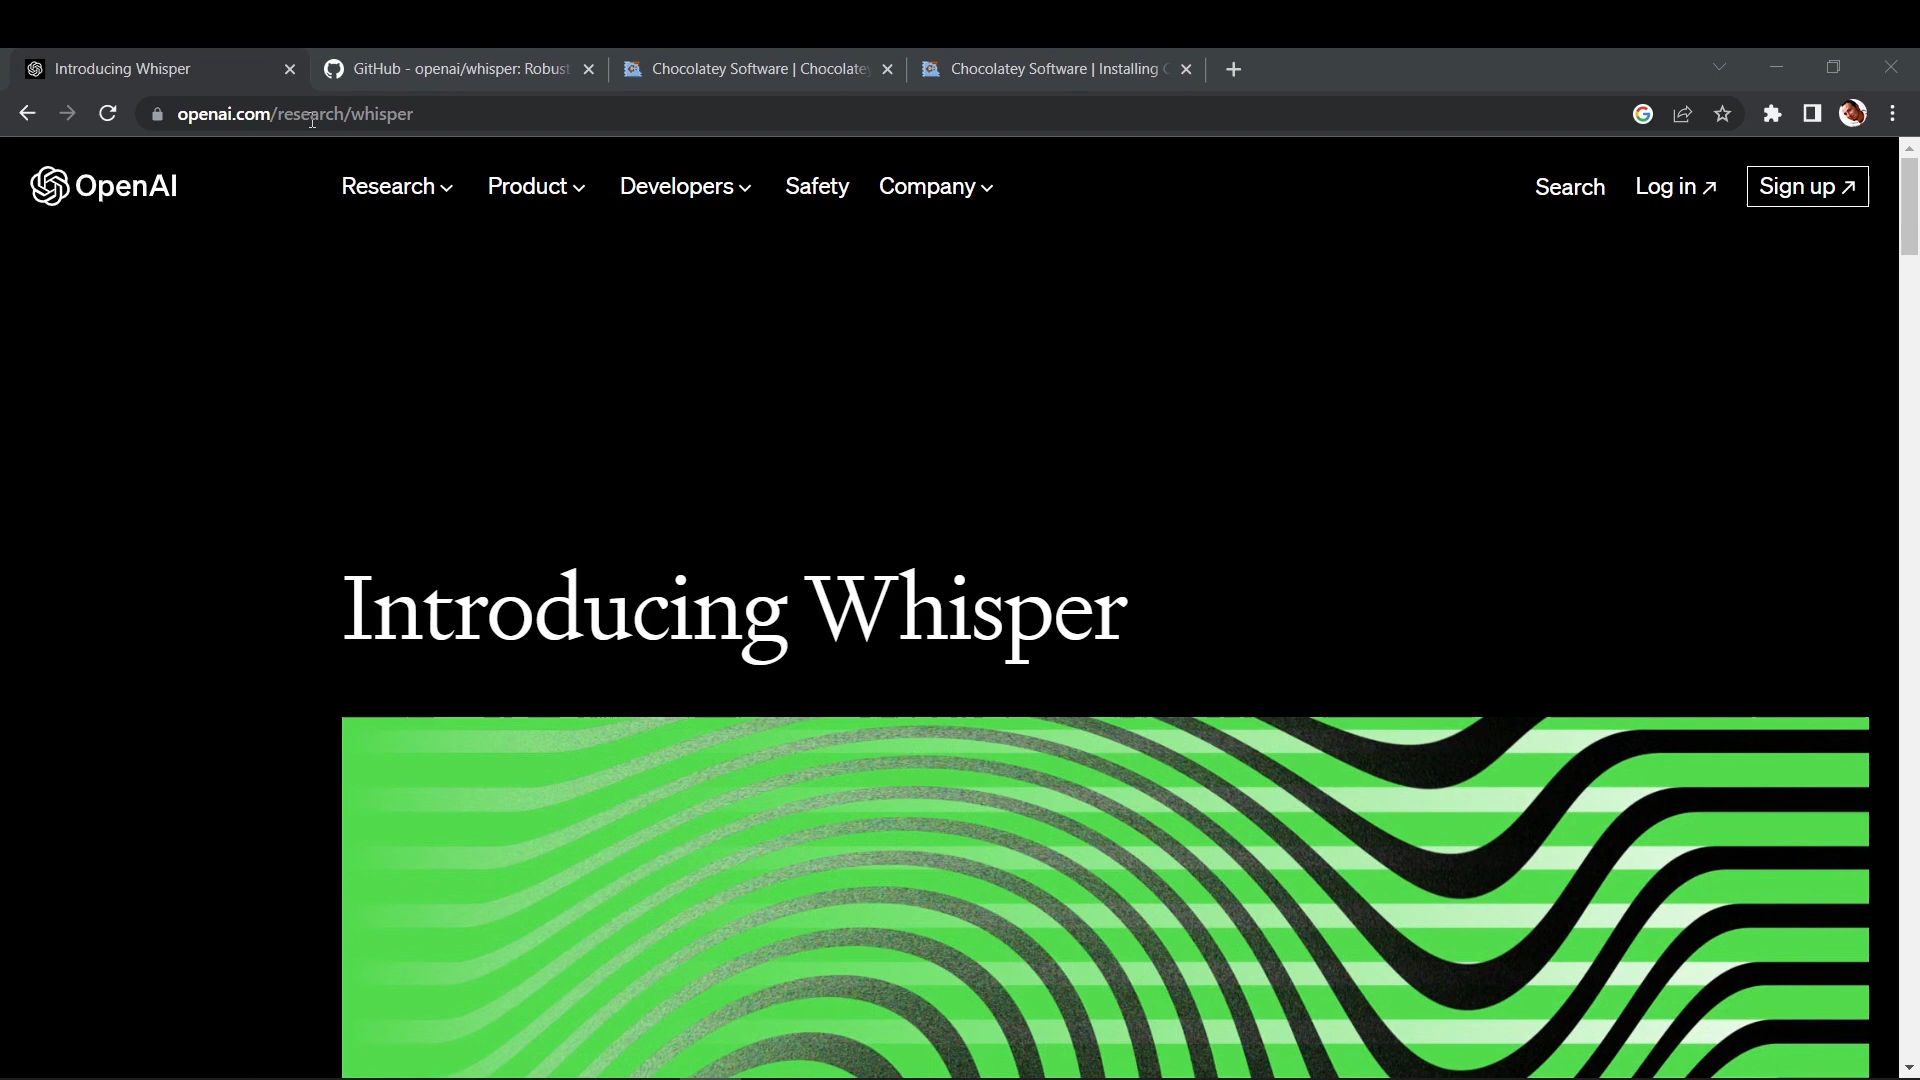 Introducing Whisper
GitHub - openai/whisper: Robust
Chocolatey Software | Chocolate
Chocolatey Software | Installing
openai.com/research/whisper
OpenAI
Research
Product
Developers
Safety
Company
Search
Log in
Sign up
Introducing Whisper